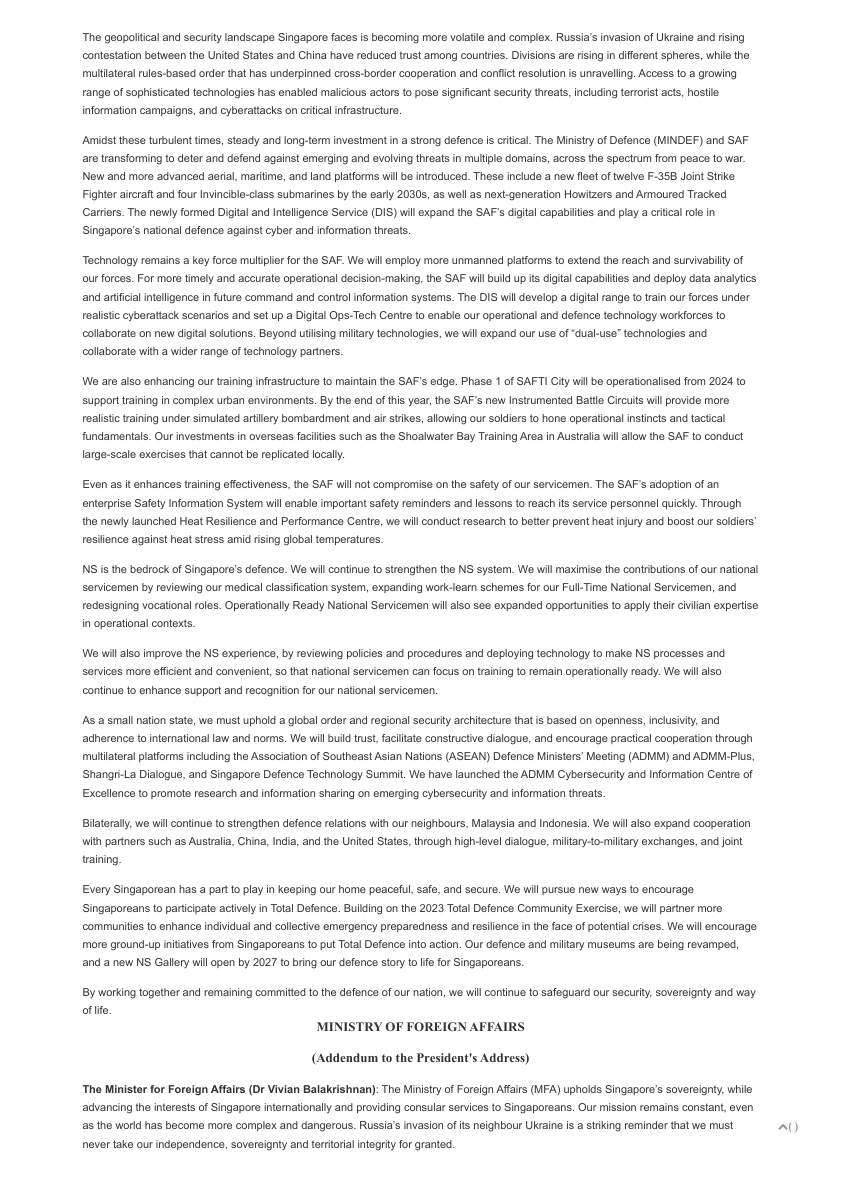 The geopolitical and security landscape Singapore faces is becoming more volatile and complex. Russia’s invasion of Ukraine and rising
contestation between the United States and China have reduced trust among countries. Divisions are rising in different spheres, while the
multilateral rules-based order that has underpinned cross-border cooperation and conflict resolution is unravelling. Access to a growing
range of sophisticated technologies has enabled malicious actors to pose significant security threats, including terrorist acts, hostile
information campaigns, and cyberattacks on critical infrastructure.
Amidst these turbulent times, steady and long-term investment in a strong defence is critical. The Ministry of Defence (MINDEF) and SAF
are transforming to deter and defend against emerging and evolving threats in multiple domains, across the spectrum from peace to war.
New and more advanced aerial, maritime, and land platforms will be introduced. These include a new fleet of twelve F-35B Joint Strike
Fighter aircraft and four Invincible-class submarines by the early 2030s, as well as next-generation Howitzers and Armoured Tracked
Carriers. The newly formed Digital and Intelligence Service (DIS) will expand the SAF’s digital capabilities and play a critical role in
Singapore’s national defence against cyber and information threats.
Technology remains a key force multiplier for the SAF. We will employ more unmanned platforms to extend the reach and survivability of
our forces. For more timely and accurate operational decision-making, the SAF will build up its digital capabilities and deploy data analytics
and artificial intelligence in future command and control information systems. The DIS will develop a digital range to train our forces under
realistic cyberattack scenarios and set up a Digital Ops-Tech Centre to enable our operational and defence technology workforces to
collaborate on new digital solutions. Beyond utilising military technologies, we will expand our use of “dual-use” technologies and
collaborate with a wider range of technology partners.
We are also enhancing our training infrastructure to maintain the SAF’s edge. Phase 1 of SAFTI City will be operationalised from 2024 to
support training in complex urban environments. By the end of this year, the SAF’s new Instrumented Battle Circuits will provide more
realistic training under simulated artillery bombardment and air strikes, allowing our soldiers to hone operational instincts and tactical
fundamentals. Our investments in overseas facilities such as the Shoalwater Bay Training Area in Australia will allow the SAF to conduct
large-scale exercises that cannot be replicated locally.
Even as it enhances training effectiveness, the SAF will not compromise on the safety of our servicemen. The SAF’s adoption of an
enterprise Safety Information System will enable important safety reminders and lessons to reach its service personnel quickly. Through
the newly launched Heat Resilience and Performance Centre, we will conduct research to better prevent heat injury and boost our soldiers’
resilience against heat stress amid rising global temperatures.
NS is the bedrock of Singapore’s defence. We will continue to strengthen the NS system. We will maximise the contributions of our national
servicemen by reviewing our medical classification system, expanding work-learn schemes for our Full-Time National Servicemen, and
redesigning vocational roles. Operationally Ready National Servicemen will also see expanded opportunities to apply their civilian expertise
in operational contexts.
We will also improve the NS experience, by reviewing policies and procedures and deploying technology to make NS processes and
services more efficient and convenient, so that national servicemen can focus on training to remain operationally ready. We will also
continue to enhance support and recognition for our national servicemen.
As a small nation state, we must uphold a global order and regional security architecture that is based on openness, inclusivity, and
adherence to international law and norms. We will build trust, facilitate constructive dialogue, and encourage practical cooperation through
multilateral platforms including the Association of Southeast Asian Nations (ASEAN) Defence Ministers’ Meeting (ADMM) and ADMM-Plus,
Shangri-La Dialogue, and Singapore Defence Technology Summit. We have launched the ADMM Cybersecurity and Information Centre of
Excellence to promote research and information sharing on emerging cybersecurity and information threats.
Bilaterally, we will continue to strengthen defence relations with our neighbours, Malaysia and Indonesia. We will also expand cooperation
with partners such as Australia, China, India, and the United States, through high-level dialogue, military-to-military exchanges, and joint
training.
Every Singaporean has a part to play in keeping our home peaceful, safe, and secure. We will pursue new ways to encourage
Singaporeans to participate actively in Total Defence. Building on the 2023 Total Defence Community Exercise, we will partner more
communities to enhance individual and collective emergency preparedness and resilience in the face of potential crises. We will encourage
more ground-up initiatives from Singaporeans to put Total Defence into action. Our defence and military museums are being revamped,
and a new NS Gallery will open by 2027 to bring our defence story to life for Singaporeans.
By working together and remaining committed to the defence of our nation, we will continue to safeguard our security, sovereignty and way
of life.
MINISTRY OF FOREIGN AFFAIRS
(Addendum to the President's Address)
The Minister for Foreign Affairs (Dr Vivian Balakrishnan): The Ministry of Foreign Affairs (MFA) upholds Singapore’s sovereignty, while
advancing the interests of Singapore internationally and providing consular services to Singaporeans. Our mission remains constant, even
as the world has become more complex and dangerous. Russia’s invasion of its neighbour Ukraine is a striking reminder that we must
never take our independence, sovereignty and territorial integrity for granted.
( )